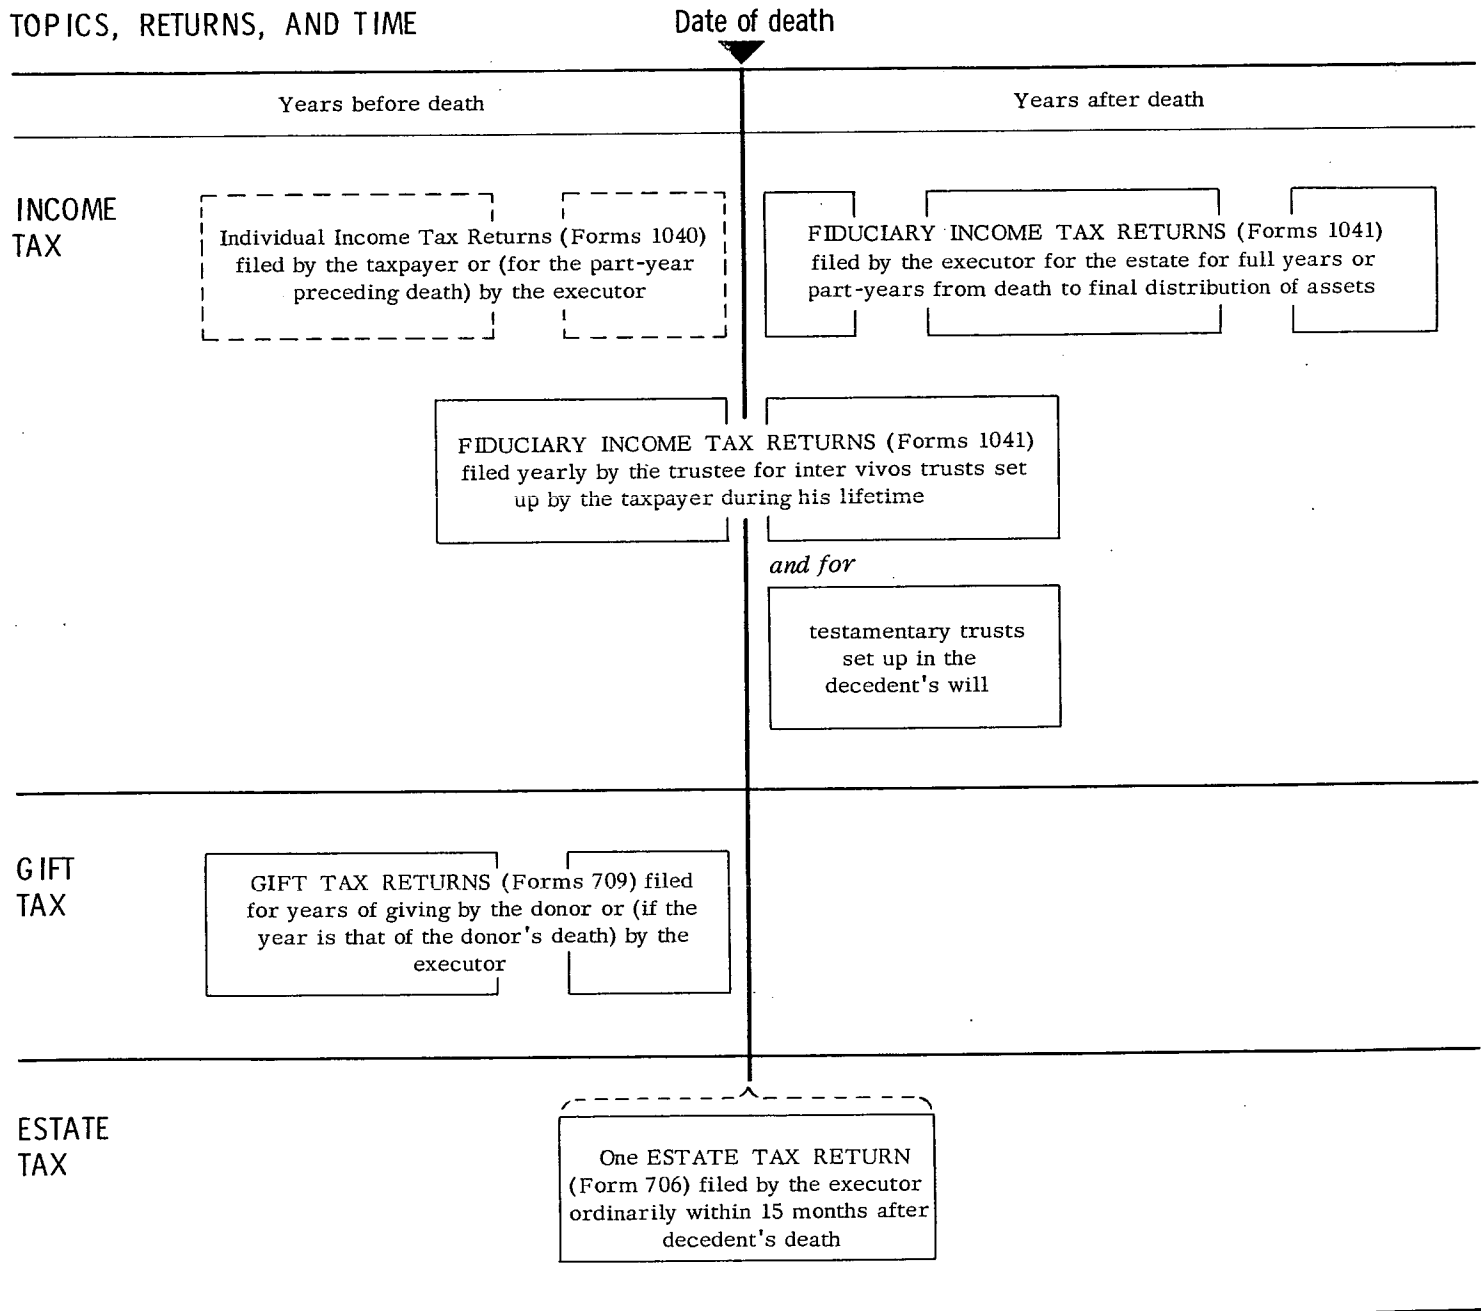 TOPICS, RETURNS, AND TIME
Date of death
Years before death
Years after death
INCOME
TAX
Individual Income Tax Returns (Forms 1040)
filed by the taxpayer or (for the part-year
preceding death) by the executor
FIDUCIARY INCOME TAX RETURNS (Forms 1041)
filed by the executor for the estate for full years or
part-years from death to final distribution of assets
FIDUCIARY INCOME TAX RETURNS (Forms 1041)
filed yearly by the trustee for inter vivos trusts set
up by the taxpayer during his lifetime
and for
testamentary trusts
set up in the
decedent's will
GIFT
TAX
GIFT TAX RETURNS (Forms 709) filed
for years of giving by the donor or (if the
year is that of the donor's death) by the
executor
ESTATE
TAX
One ESTATE TAX RETURN
(Form 706) filed by the executor
ordinarily within 15 months after
decedent's death